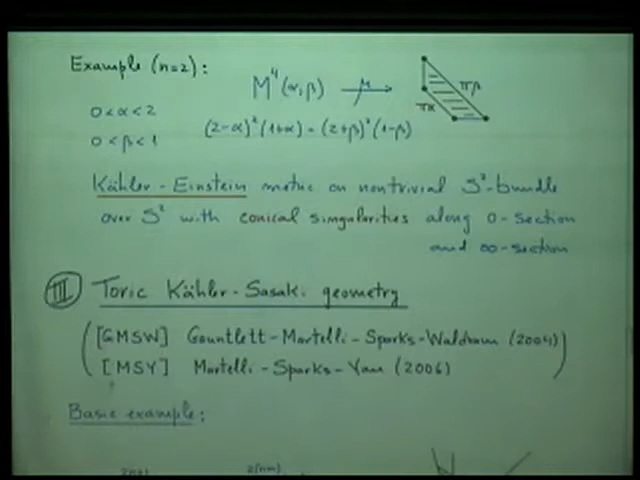 Example (n=2):
M⁴(α,β) μ
πβ
πα
0<α<2
0<β<1
(2-α)²(1+α) = (2+β)²(1-β)
Kähler-Einstein metric on nontrivial S²-bundle
over S² with conical singularities along 0-section
and ∞-section
III Toric Kähler-Sasaki geometry
[GMSW] Gauntlett-Martelli-Sparks-Waldram (2004)
[MSY] Martelli-Sparks-Yau (2006)
Basic example: